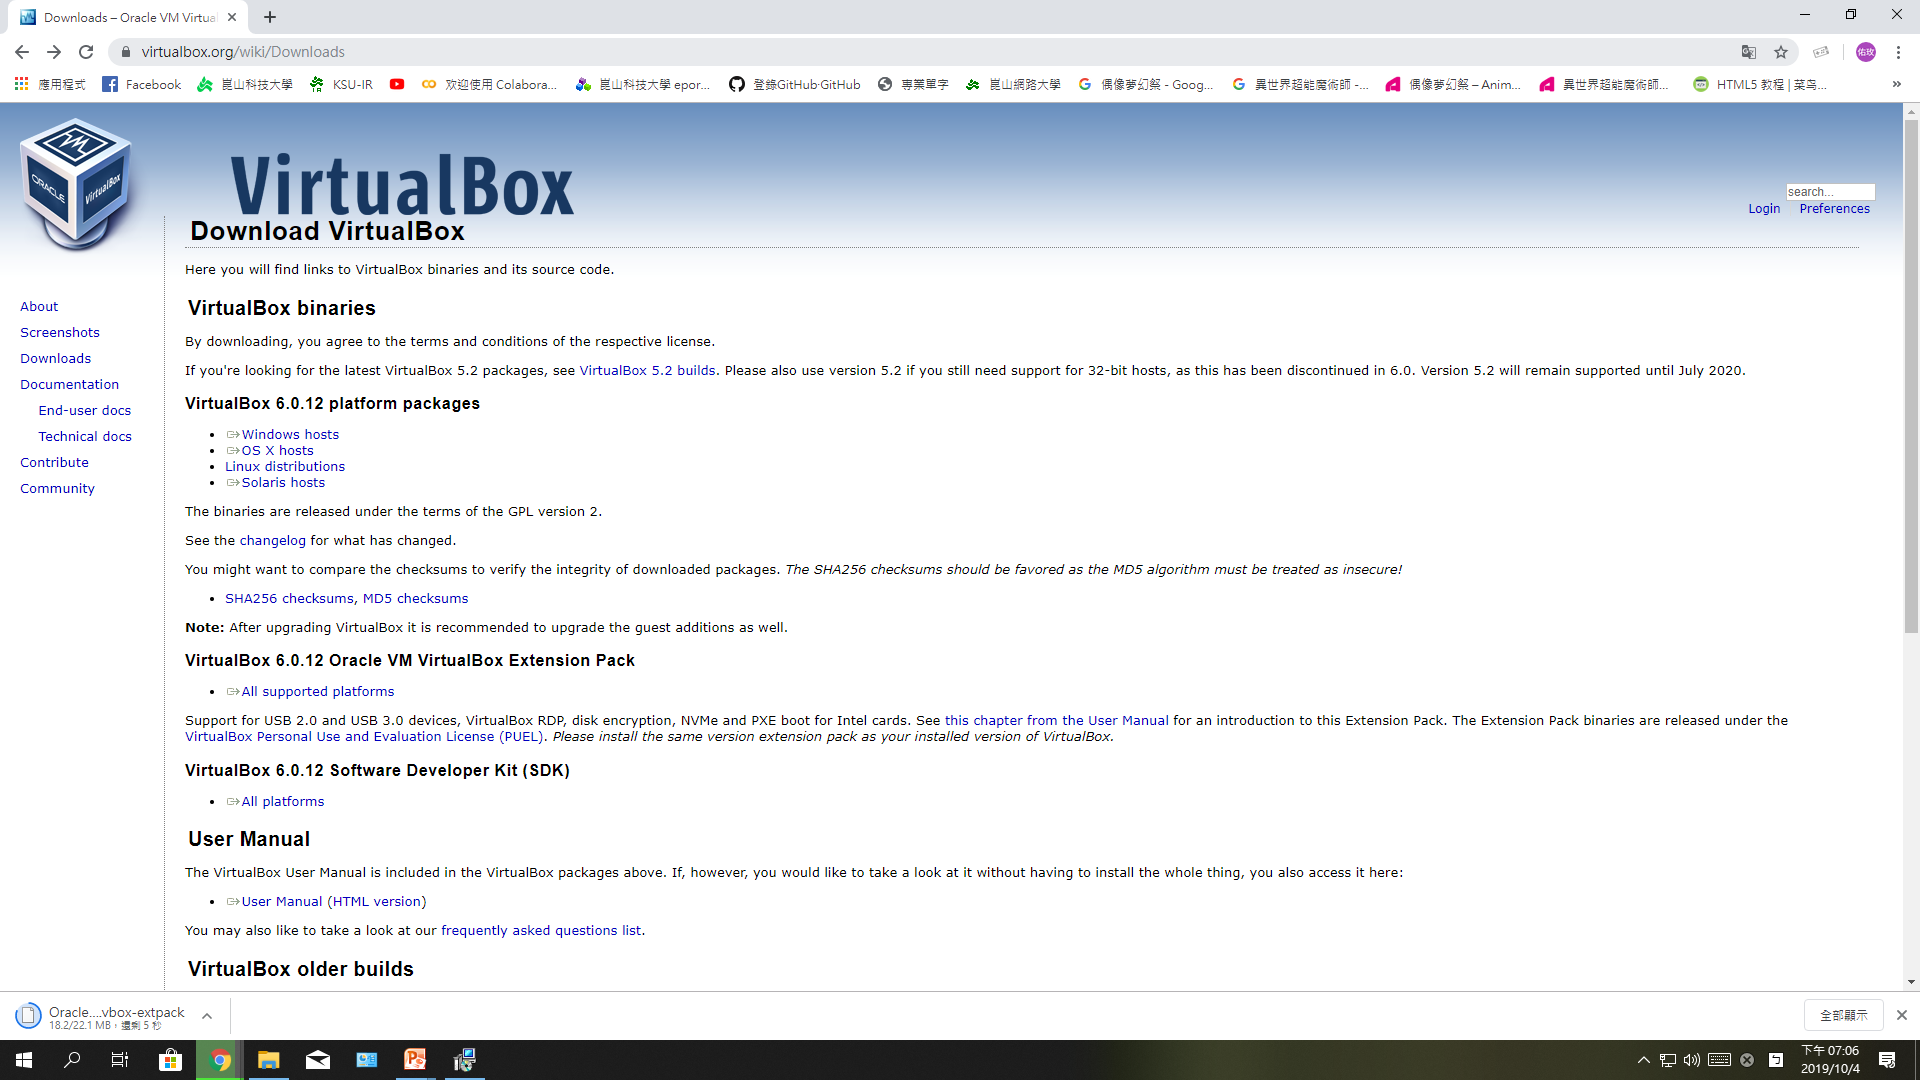 Downloads – Oracle VM Virtua
virtualbox.org/wiki/Downloads
佑玫
應用程式
Facebook
崑山科技大學
KSU-IR
欢迎使用 Colabora...
崑山科技大學 epor...
登錄GitHub·GitHub
專業單字
崑山網路大學
偶像夢幻祭 - Goog...
異世界超能魔術師 -...
偶像夢幻祭 – Anim...
異世界超能魔術師...
HTML5 教程 | 菜鸟...
»
VM
ORACLE
VirtualBox
VirtualBox
search...
Login
Preferences
Download VirtualBox
Here you will find links to VirtualBox binaries and its source code.
About
Screenshots
Downloads
Documentation
End-user docs
Technical docs
Contribute
Community
VirtualBox binaries
By downloading, you agree to the terms and conditions of the respective license.
If you're looking for the latest VirtualBox 5.2 packages, see VirtualBox 5.2 builds. Please also use version 5.2 if you still need support for 32-bit hosts, as this has been discontinued in 6.0. Version 5.2 will remain supported until July 2020.
VirtualBox 6.0.12 platform packages
• Windows hosts
• OS X hosts
• Linux distributions
• Solaris hosts
The binaries are released under the terms of the GPL version 2.
See the changelog for what has changed.
You might want to compare the checksums to verify the integrity of downloaded packages. The SHA256 checksums should be favored as the MD5 algorithm must be treated as insecure!
• SHA256 checksums, MD5 checksums
Note: After upgrading VirtualBox it is recommended to upgrade the guest additions as well.
VirtualBox 6.0.12 Oracle VM VirtualBox Extension Pack
• All supported platforms
Support for USB 2.0 and USB 3.0 devices, VirtualBox RDP, disk encryption, NVMe and PXE boot for Intel cards. See this chapter from the User Manual for an introduction to this Extension Pack. The Extension Pack binaries are released under the
VirtualBox Personal Use and Evaluation License (PUEL). Please install the same version extension pack as your installed version of VirtualBox.
VirtualBox 6.0.12 Software Developer Kit (SDK)
• All platforms
User Manual
The VirtualBox User Manual is included in the VirtualBox packages above. If, however, you would like to take a look at it without having to install the whole thing, you also access it here:
• User Manual (HTML version)
You may also like to take a look at our frequently asked questions list.
VirtualBox older builds
Oracle....vbox-extpack
18.2/22.1 MB，還剩 5 秒
全部顯示
下午 07:06
2019/10/4